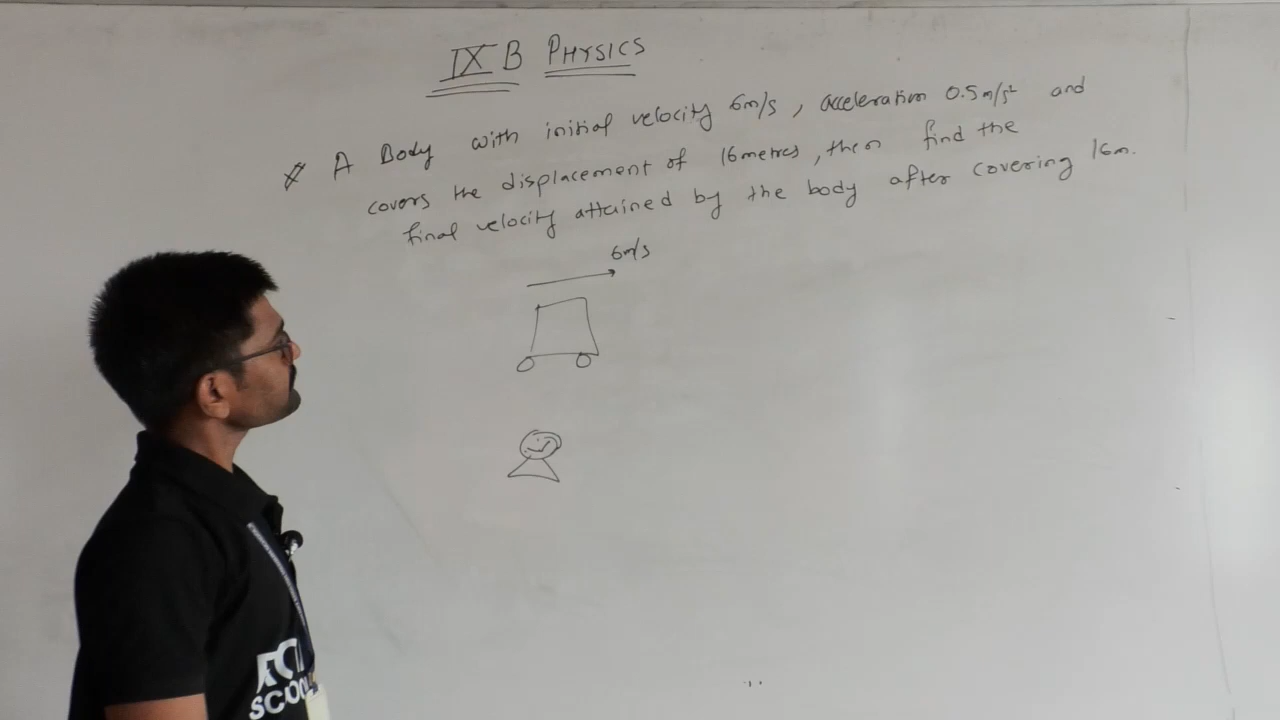 IX B PHYSICS
* A Body with initial velocity 6m/s, acceleration 0.5m/s² and
covers the displacement of 16metres, then find the
final velocity attained by the body after covering 16m.
6m/s